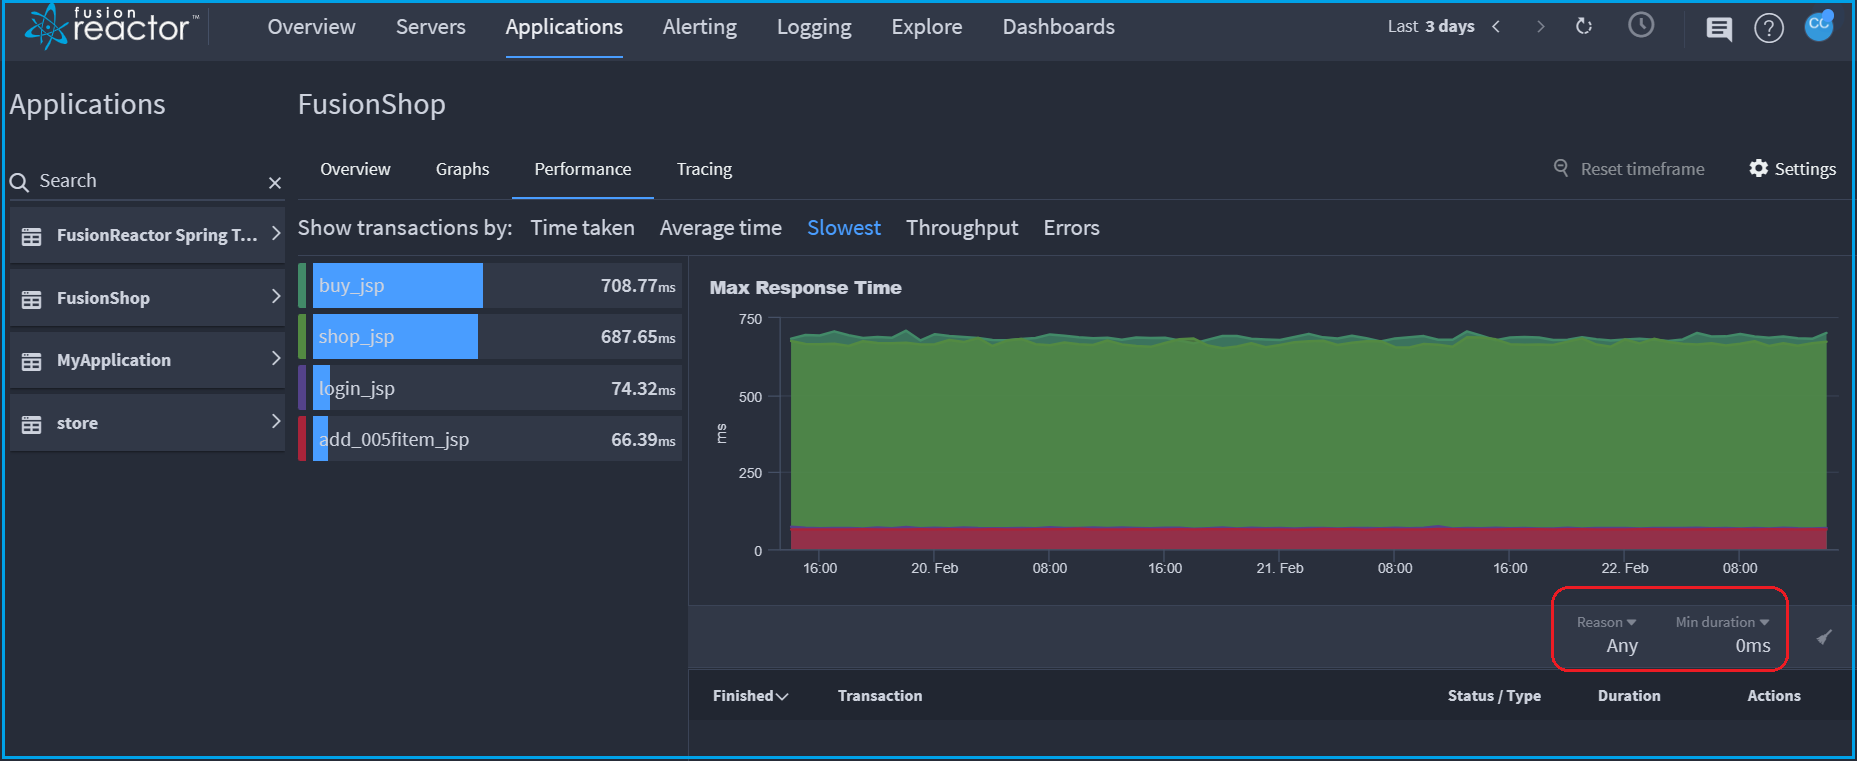 fusion
reactor™
Overview
Servers
Applications
Alerting
Logging
Explore
Dashboards
Last 3 days
?
CC
Applications
FusionShop
Search
Overview
Graphs
Performance
Tracing
Reset timeframe
Settings
FusionReactor Spring T...
FusionShop
MyApplication
store
Show transactions by:
Time taken
Average time
Slowest
Throughput
Errors
buy_jsp 708.77ms
shop_jsp 687.65ms
login_jsp 74.32ms
add_005fitem_jsp 66.39ms
Max Response Time
750
500
250
0
ms
16:00
20. Feb
08:00
16:00
21. Feb
08:00
16:00
22. Feb
08:00
Reason
Any
Min duration
0ms
Finished
Transaction
Status / Type
Duration
Actions